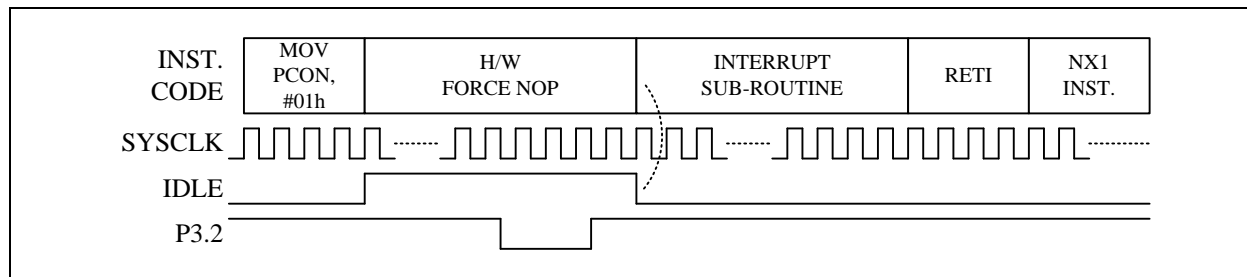 INST.
CODE
MOV
PCON,
#01h
H/W
FORCE NOP
INTERRUPT
SUB-ROUTINE
RETI
NX1
INST.
SYSCLK
IDLE
P3.2